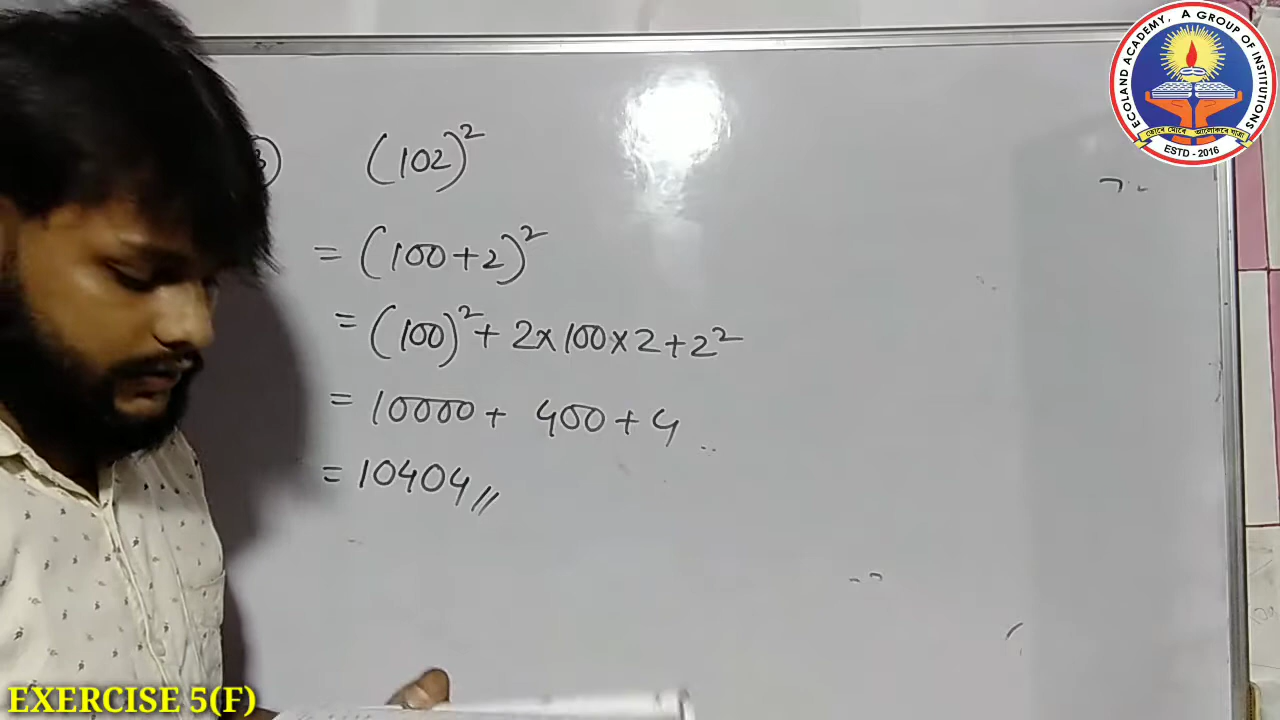 ECOLAND ACADEMY, A GROUP OF INSTITUTIONS
ESTD - 2016
(102)²
= (100+2)²
= (100)² + 2×100×2+2²
= 10000 + 400 + 4
= 10404 //
EXERCISE 5(F)